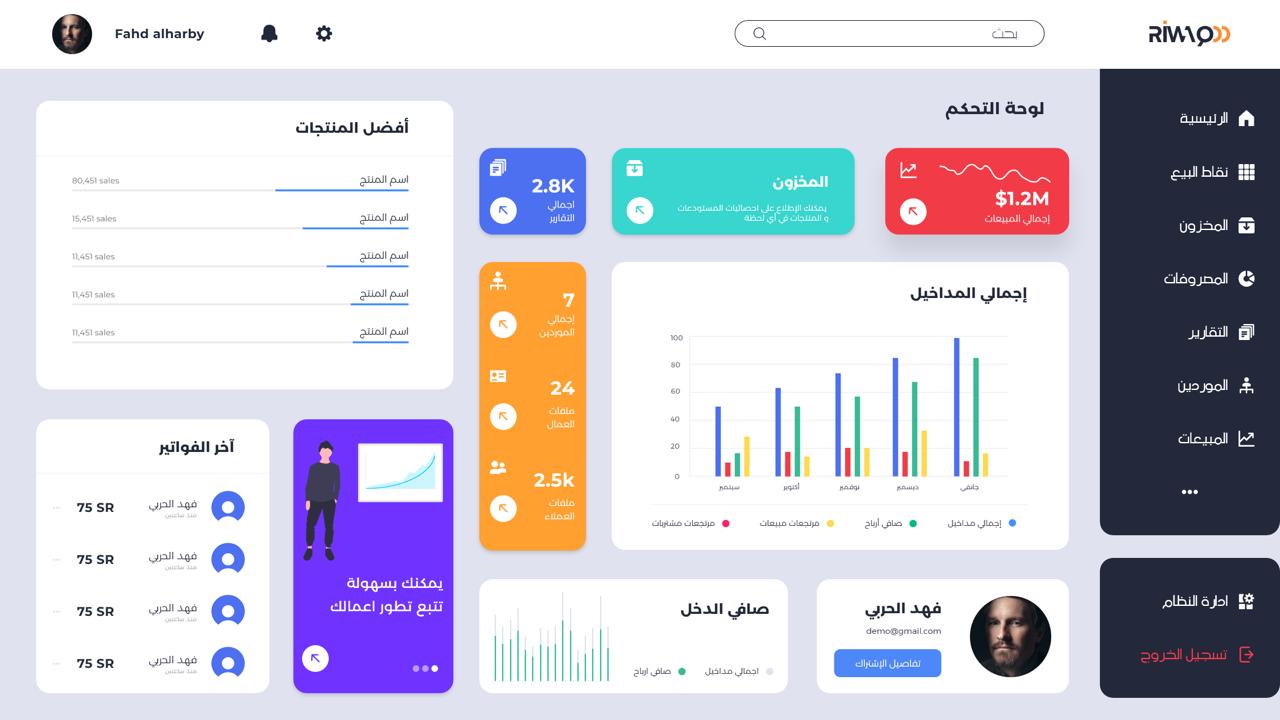 RIMAQ
بحث
Fahd alharby
الرئيسية
نقاط البيع
المخزون
المصروفات
التقارير
الموردين
المبيعات
...
ادارة النظام
تسجيل الخروج
لوحة التحكم
$1.2M
إجمالي المبيعات
المخزون
يمكنك الإطلاع على احصائيات المستودعات
و المنتجات في أي لحظة
2.8K
اجمالي
التقارير
7
إجمالي
الموردين
24
ملفات
العمال
2.5k
ملفات
العملاء
إجمالي المداخيل
100
80
60
40
20
0
سبتمبر
أكتوبر
نوفمبر
ديسمبر
جانفي
إجمالي مداخيل
صافي أرباح
مرتجعات مبيعات
مرتجعات مشتريات
فهد الحربي
demo@gmail.com
تفاصيل الإشتراك
صافي الدخل
اجمالي مداخيل
صافي ارباح
أفضل المنتجات
اسم المنتج
80,451 sales
اسم المنتج
15,451 sales
اسم المنتج
11,451 sales
اسم المنتج
11,451 sales
اسم المنتج
11,451 sales
يمكنك بسهولة
تتبع تطور اعمالك
آخر الفواتير
فهد الحربي
منذ ساعتين
75 SR
...
فهد الحربي
منذ ساعتين
75 SR
...
فهد الحربي
منذ ساعتين
75 SR
...
فهد الحربي
منذ ساعتين
75 SR
...